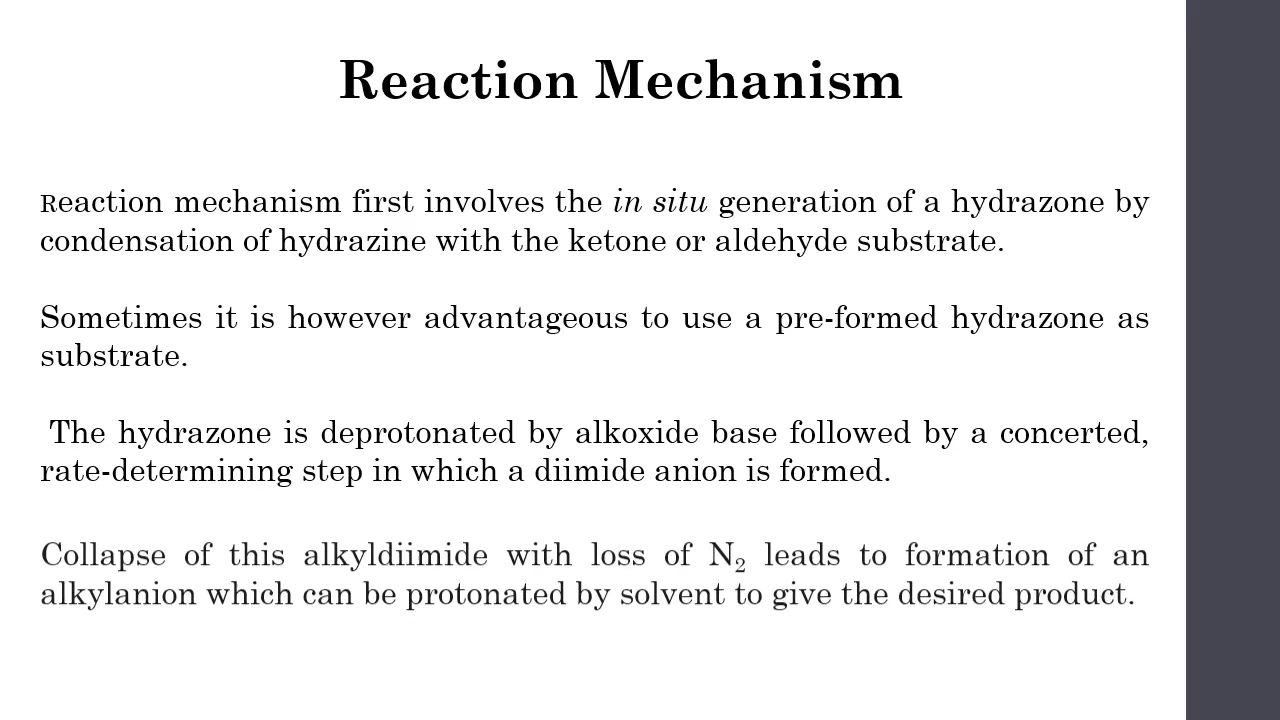 Reaction Mechanism
Reaction mechanism first involves the in situ generation of a hydrazone by
condensation of hydrazine with the ketone or aldehyde substrate.
Sometimes it is however advantageous to use a pre-formed hydrazone as
substrate.
The hydrazone is deprotonated by alkoxide base followed by a concerted,
rate-determining step in which a diimide anion is formed.
Collapse of this alkyldiimide with loss of N₂ leads to formation of an
alkylanion which can be protonated by solvent to give the desired product.